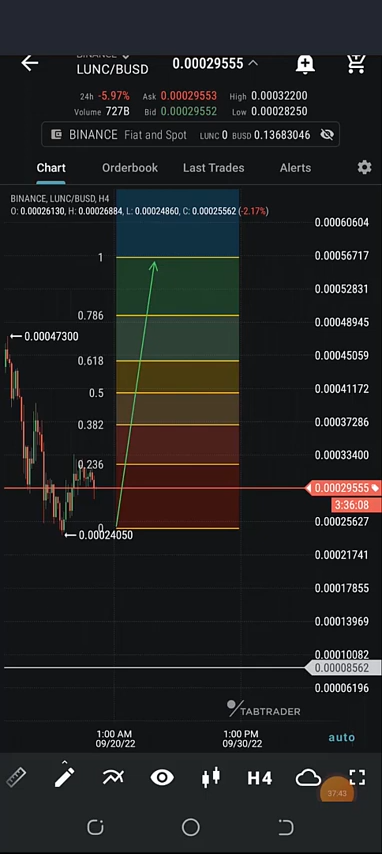 LUNC/BUSD
0.00029555
24h -5.97% Ask 0.00029553 High 0.00032200
Volume 727B Bid 0.00029552 Low 0.00028250
BINANCE Fiat and Spot LUNC 0 BUSD 0.13683046
Chart Orderbook Last Trades Alerts
BINANCE, LUNC/BUSD, H4
O: 0.00026130, H: 0.00026884, L: 0.00024860, C: 0.00025562 (-2.17%)
0.00060604
1
0.00056717
0.00052831
0.786
0.00048945
0.00047300
0.618
0.00045059
0.5
0.00041172
0.382
0.00037286
0.00033400
0.236
0.00029555
3:36:08
0.00025627
0
0.00024050
0.00021741
0.00017855
0.00013969
0.00010082
0.00008562
0.00006196
TABTRADER
1:00 AM
09/20/22
1:00 PM
09/30/22
auto
H4
37:43